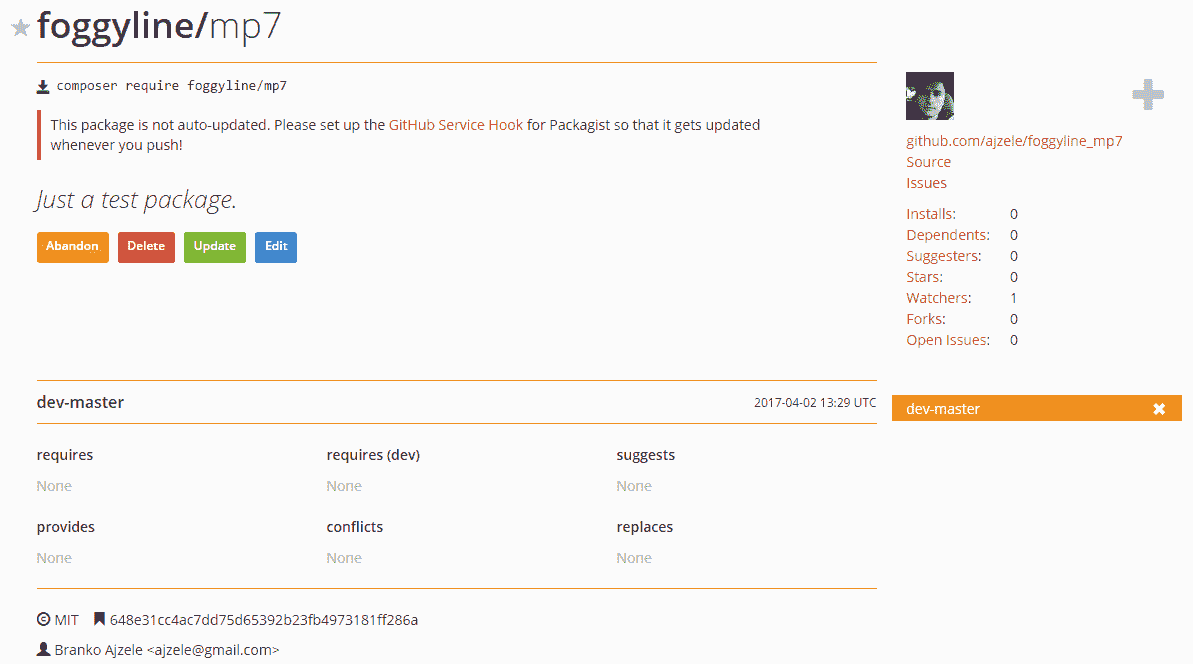 foggyline/mp7
composer require foggyline/mp7
This package is not auto-updated. Please set up the GitHub Service Hook for Packagist so that it gets updated
whenever you push!
Just a test package.
Abandon Delete Update Edit
github.com/ajzele/foggyline_mp7
Source
Issues
Installs: 0
Dependents: 0
Suggesters: 0
Stars: 0
Watchers: 1
Forks: 0
Open Issues: 0
dev-master 2017-04-02 13:29 UTC
dev-master
requires requires (dev) suggests
None None None
provides conflicts replaces
None None None
MIT 648e31cc4ac7dd75d65392b23fb4973181ff286a
Branko Ajzele <ajzele@gmail.com>